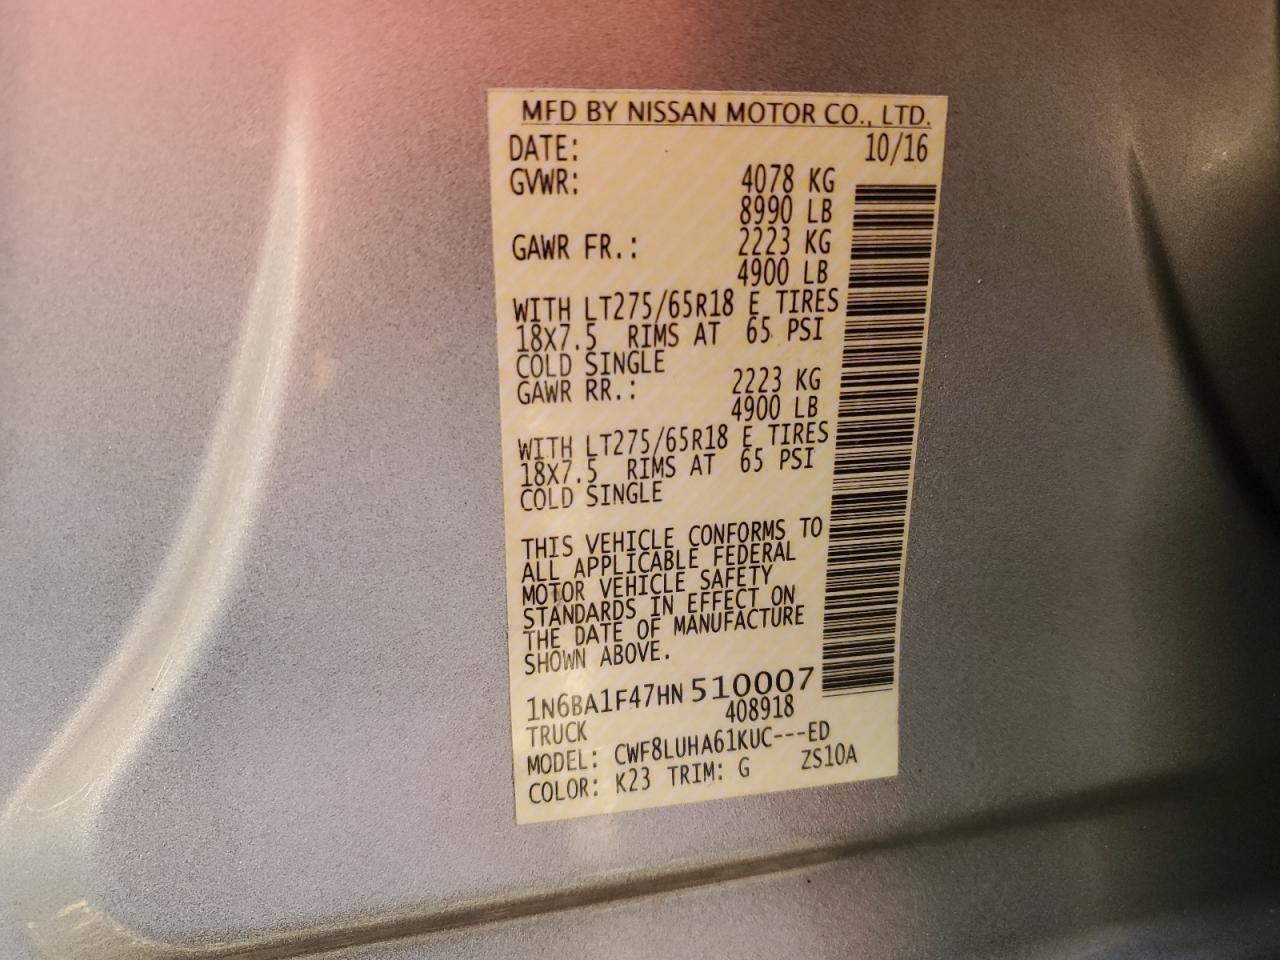 MFD BY NISSAN MOTOR CO., LTD.
DATE: 10/16
GVWR: 4078 KG
8990 LB
GAWR FR.: 2223 KG
4900 LB
WITH LT275/65R18 E TIRES
18X7.5 RIMS AT 65 PSI
COLD SINGLE
GAWR RR.: 2223 KG
4900 LB
WITH LT275/65R18 E TIRES
18X7.5 RIMS AT 65 PSI
COLD SINGLE
THIS VEHICLE CONFORMS TO
ALL APPLICABLE FEDERAL
MOTOR VEHICLE SAFETY
STANDARDS IN EFFECT ON
THE DATE OF MANUFACTURE
SHOWN ABOVE.
1N6BA1F47HN510007
408918
TRUCK
MODEL: CWF8LUHA61KUC---ED
COLOR: K23 TRIM: G ZS10A